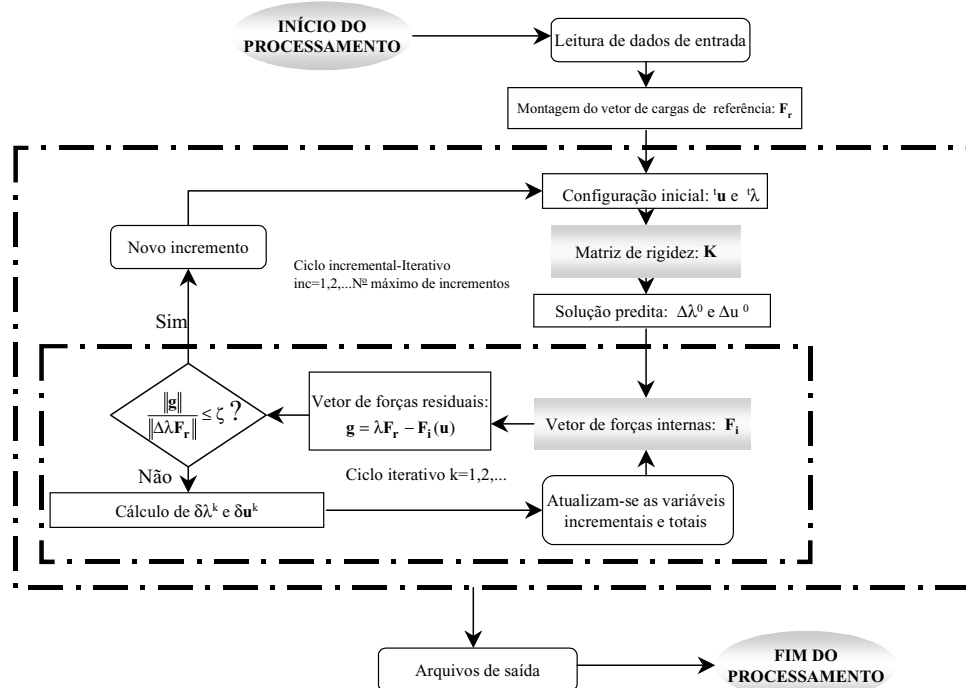 INÍCIO DO
PROCESSAMENTO
Leitura de dados de entrada
Montagem do vetor de cargas de referência: Fᵣ
Configuração inicial: ᵗu e ᵗλ
Novo incremento
Matriz de rigidez: K
Ciclo incremental-Iterativo
inc=1,2,...Nº máximo de incrementos
Solução predita: Δλ⁰ e Δu ⁰
Sim
‖g‖ / ‖ΔλFᵣ‖ ≤ ζ ?
Vetor de forças residuais:
g = λFᵣ − Fᵢ(u)
Vetor de forças internas: Fᵢ
Não
Ciclo iterativo k=1,2,...
Cálculo de δλᵏ e δuᵏ
Atualizam-se as variáveis
incrementais e totais
Arquivos de saída
FIM DO
PROCESSAMENTO